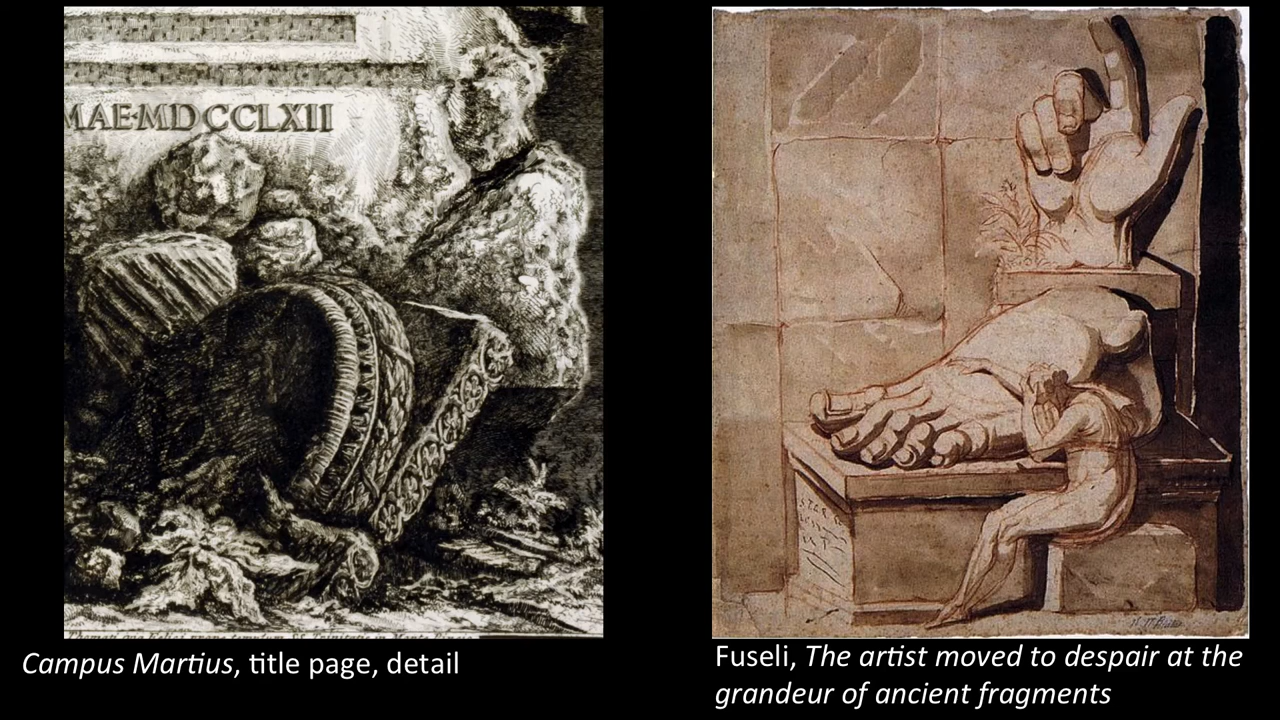 MAE·MDCCLXII
Campus Martius, title page, detail
Fuseli, The artist moved to despair at the
grandeur of ancient fragments